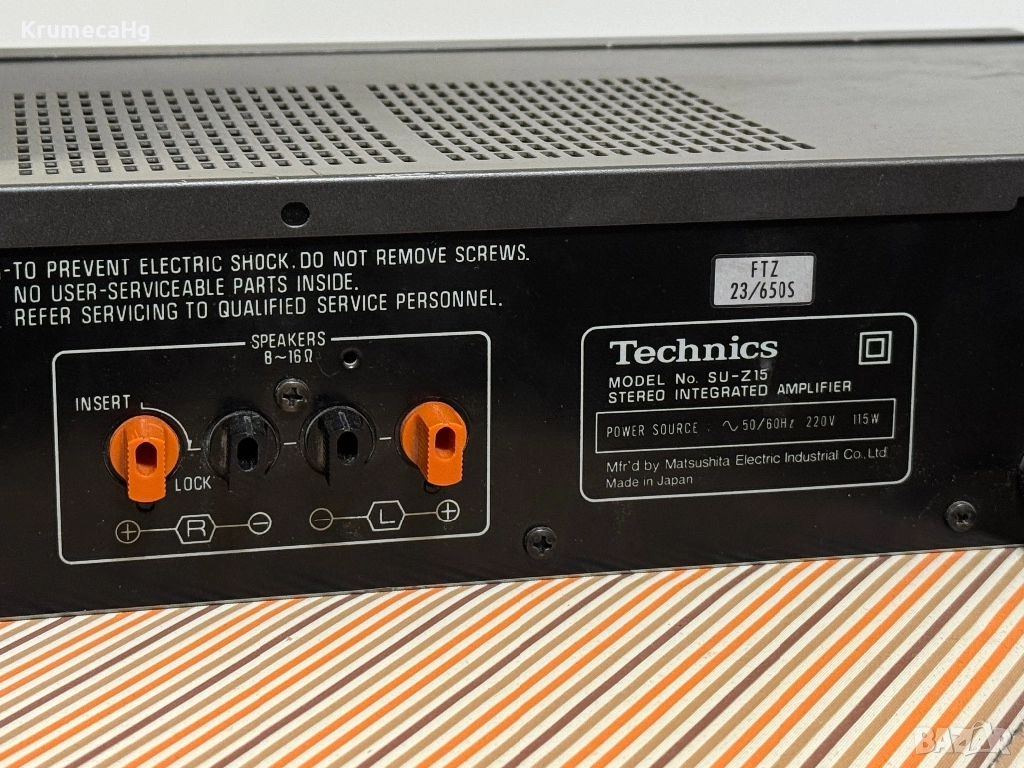 KrumecaHg
-TO PREVENT ELECTRIC SHOCK. DO NOT REMOVE SCREWS.
NO USER-SERVICEABLE PARTS INSIDE.
REFER SERVICING TO QUALIFIED SERVICE PERSONNEL.
SPEAKERS
8~16Ω
INSERT
LOCK
+ R − − L +
FTZ
23/650S
Technics
MODEL No. SU-Z15
STEREO INTEGRATED AMPLIFIER
POWER SOURCE . ∿ 50/60Hz 220V 115W
Mfr'd by Matsushita Electric Industrial Co., Ltd.
Made in Japan
BAZAR